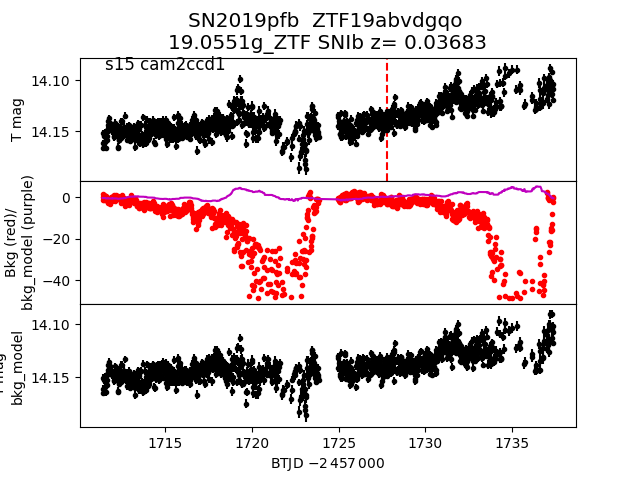 SN2019pfb  ZTF19abvdgqo
19.0551g_ZTF SNIb z= 0.03683
s15 cam2ccd1
14.10
14.15
T mag
0
−20
−40
Bkg (red)/
bkg_model (purple)
14.10
14.15
mag
bkg_model
1715
1720
1725
1730
1735
BTJD −2 457 000